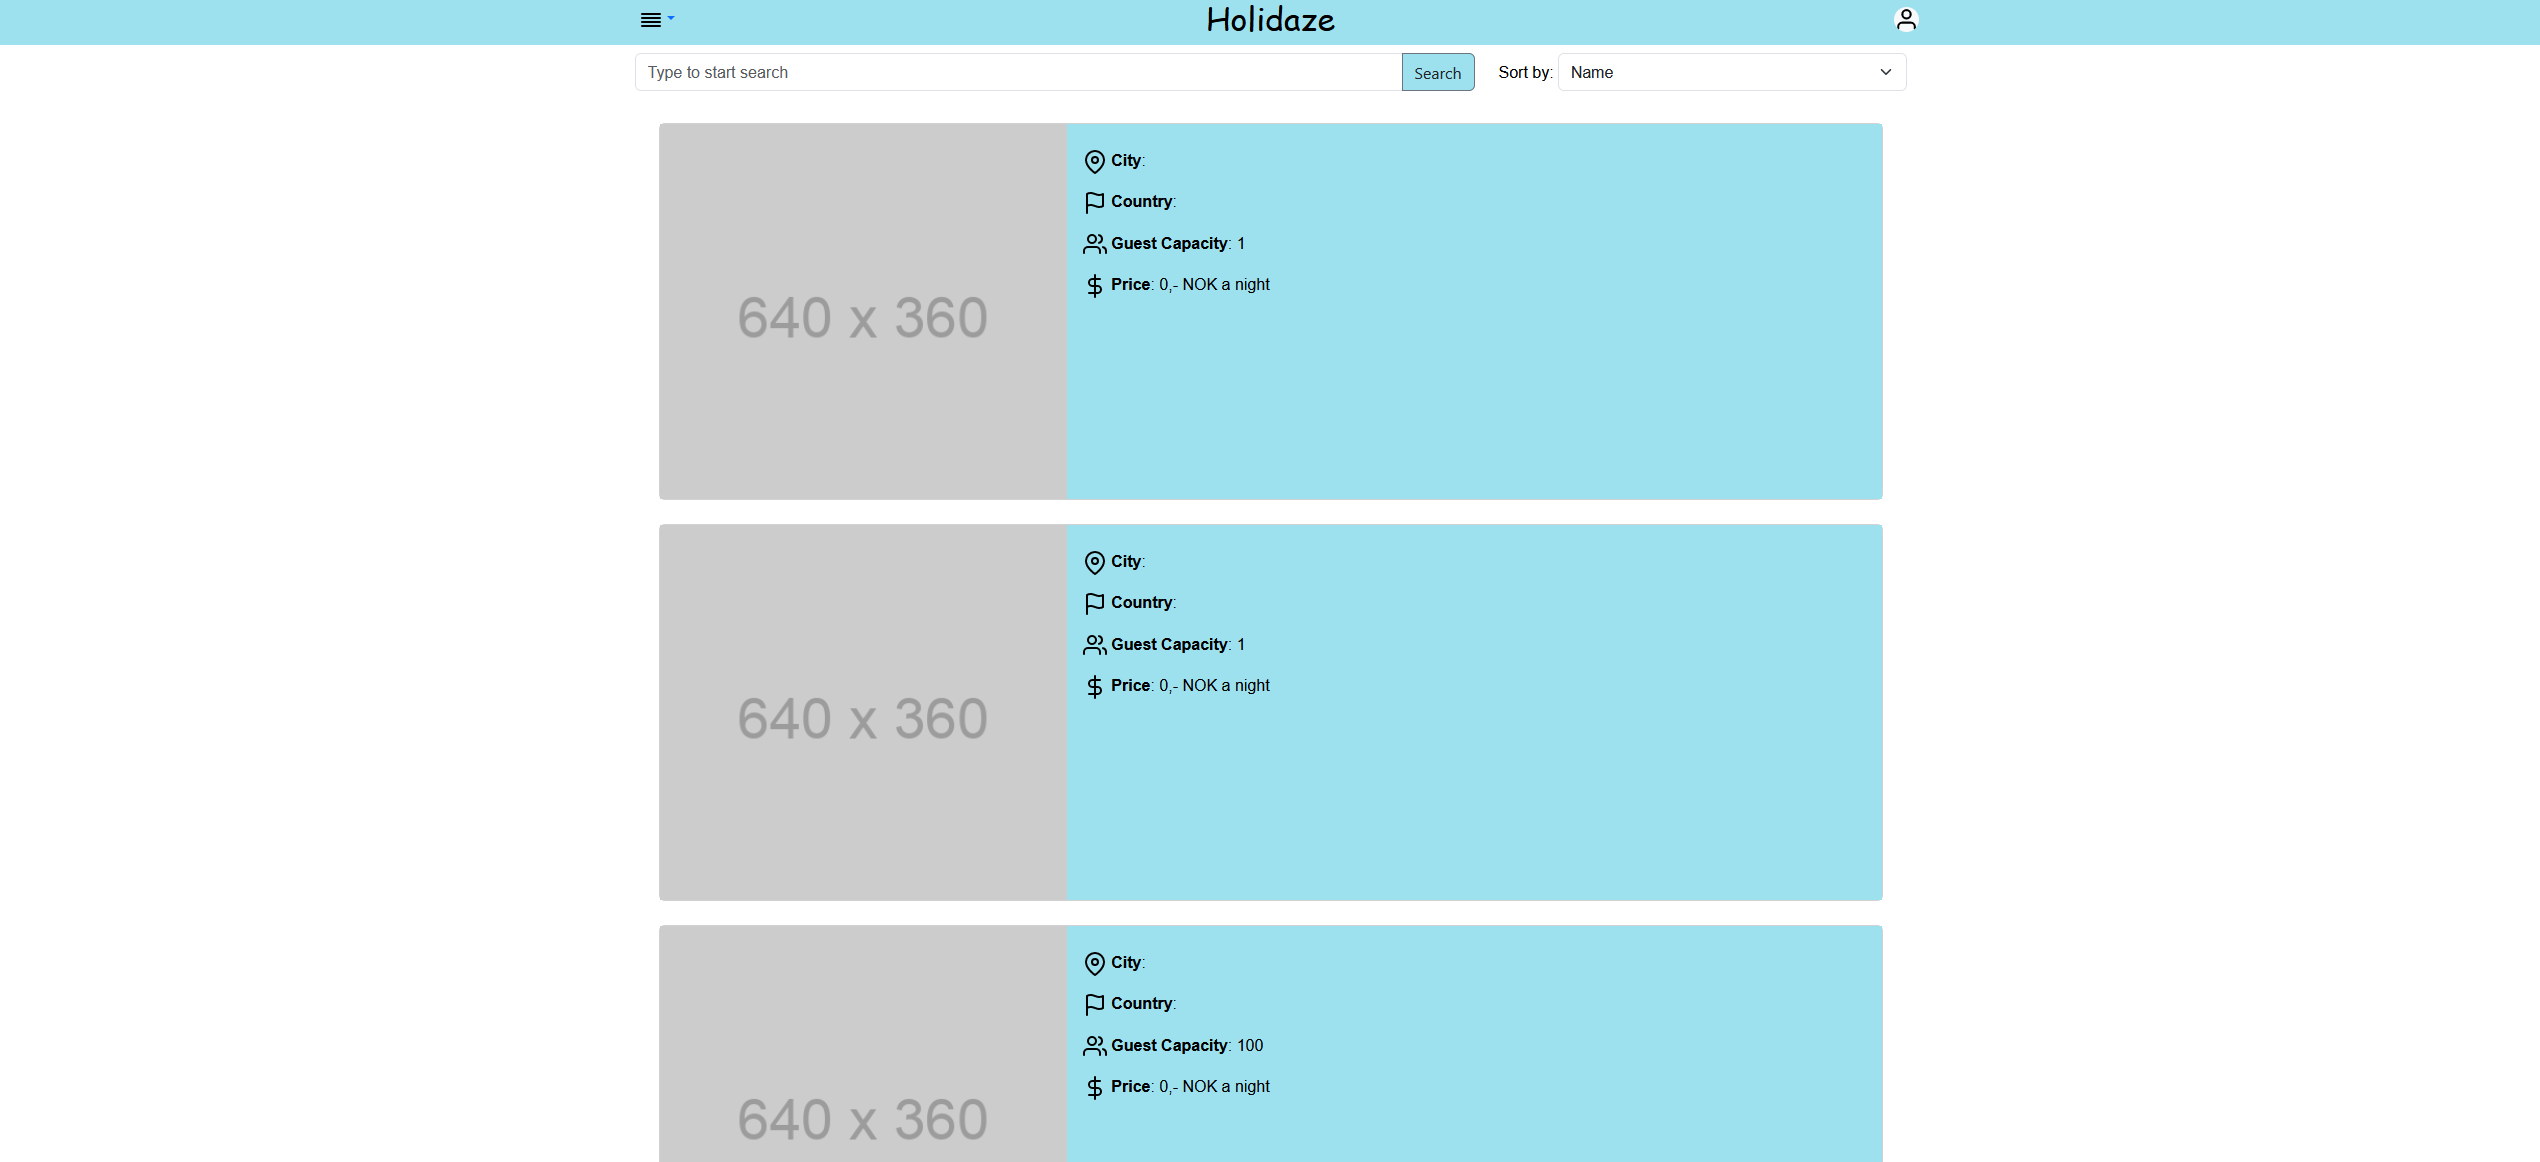 Holidaze
Type to start search
Search
Sort by:
Name
640 x 360
City:
Country:
Guest Capacity: 1
Price: 0,- NOK a night
640 x 360
City:
Country:
Guest Capacity: 1
Price: 0,- NOK a night
640 x 360
City:
Country:
Guest Capacity: 100
Price: 0,- NOK a night